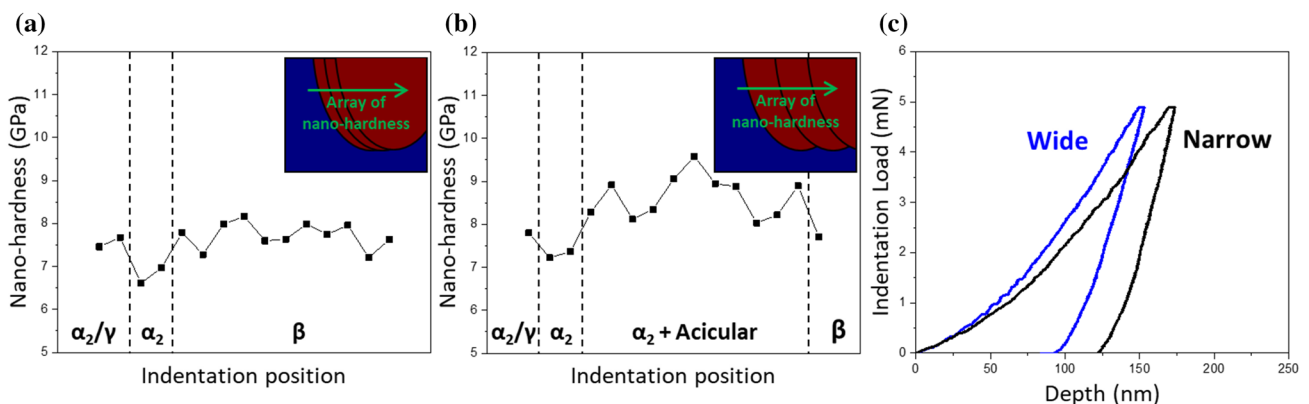 (a)
12
11
10
9
8
7
6
5
Nano-hardness (GPa)
Array of
nano-hardness
α₂/γ
α₂
β
Indentation position
(b)
12
11
10
9
8
7
6
5
Nano-hardness (GPa)
Array of
nano-hardness
α₂/γ
α₂
α₂ + Acicular
β
Indentation position
(c)
6
5
4
3
2
1
0
Indentation Load (mN)
Wide
Narrow
0 50 100 150 200 250
Depth (nm)